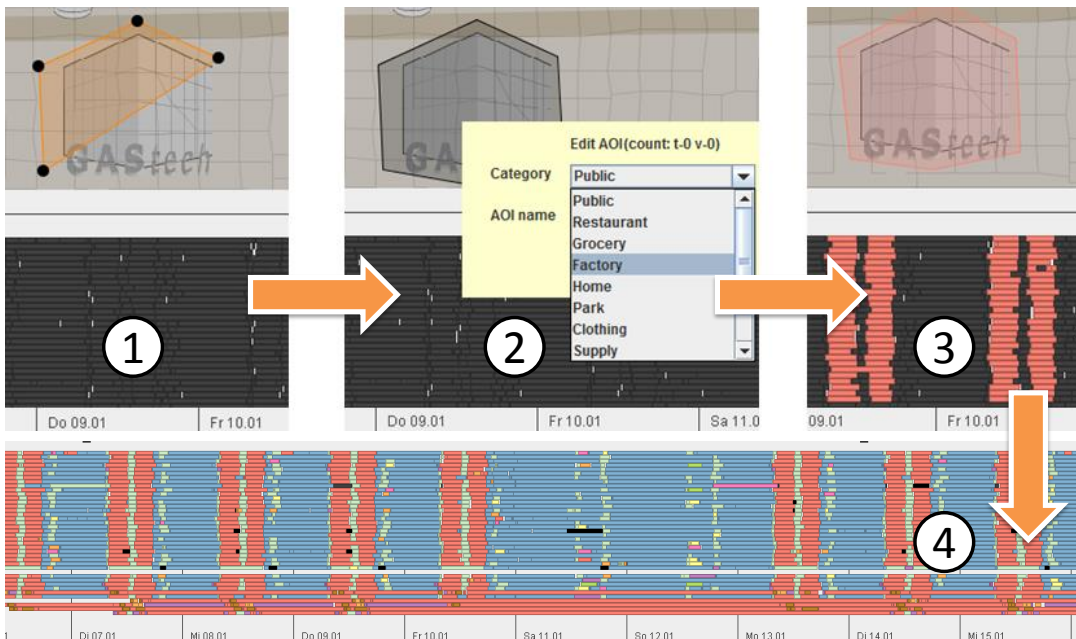 GAStech
1
Do 09.01
Fr 10.01
GA
Edit AOI(count: t-0 v-0)
Category
Public
AOI name
Public
Restaurant
Grocery
Factory
Home
Park
Clothing
Supply
2
Do 09.01
Fr 10.01
Sa 11.0
GAStech
3
09.01
Fr 10.01
4
1
Di 07.01
Mi 08.01
Do 09.01
Fr 10.01
Sa 11.01
So 12.01
Mo 13.01
Di 14.01
Mi 15.01